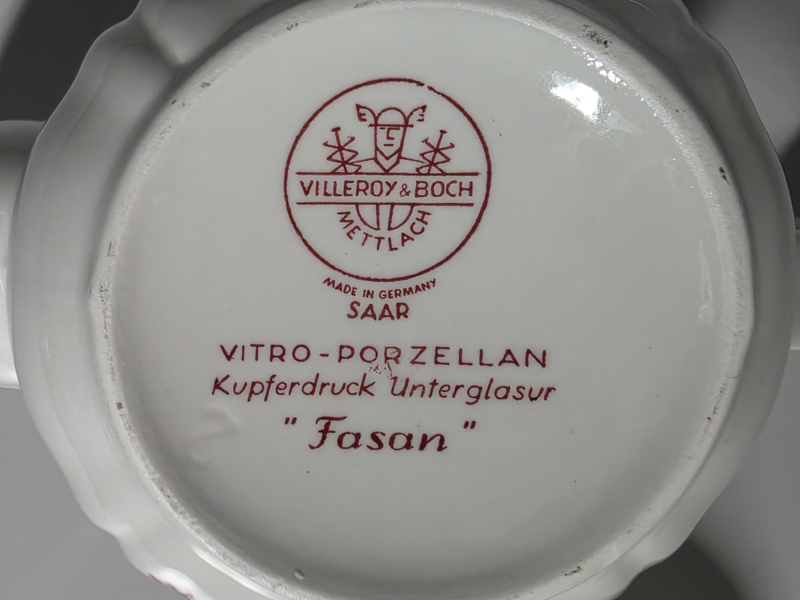 VILLEROY & BOCH
METTLACH
MADE IN GERMANY
SAAR
VITRO-PORZELLAN
Kupferdruck Unterglasur
"Fasan"